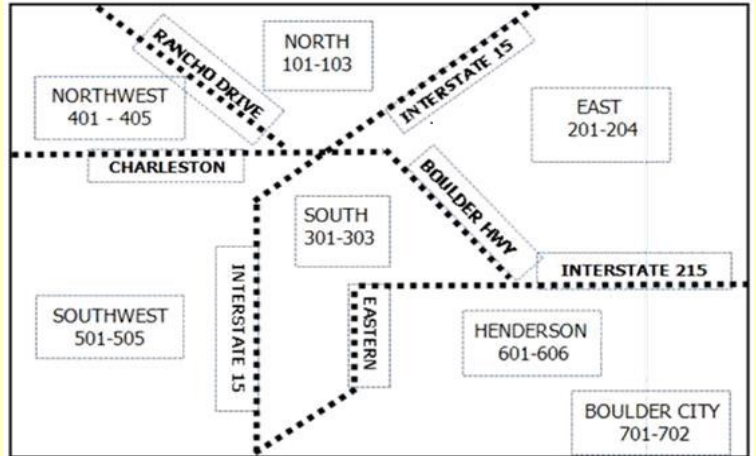 NORTH
101-103
RANCHO DRIVE
INTERSTATE 15
NORTHWEST
401 - 405
EAST
201-204
CHARLESTON
BOULDER HWY
SOUTH
301-303
INTERSTATE 215
INTERSTATE 15
EASTERN
SOUTHWEST
501-505
HENDERSON
601-606
BOULDER CITY
701-702